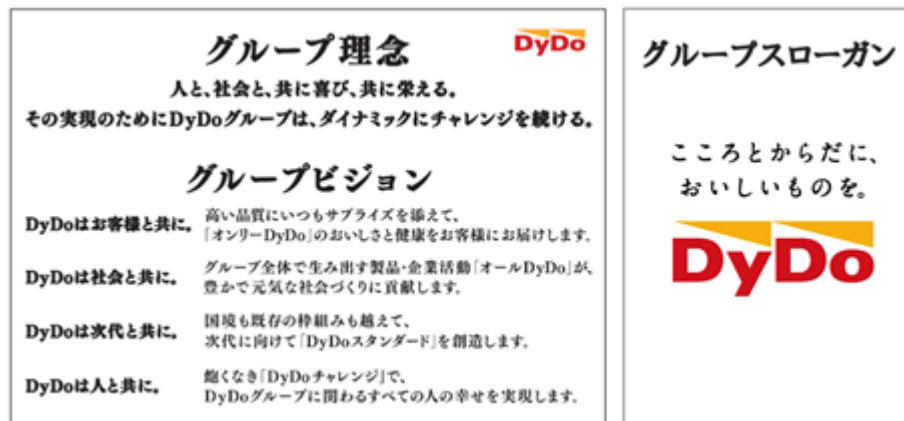 グループ理念
DyDo
人と、社会と、共に喜び、共に栄える。
その実現のためにDyDoグループは、ダイナミックにチャレンジを続ける。
グループビジョン
DyDoはお客様と共に。
高い品質にいつもサプライズを添えて、
「オンリーDyDo」のおいしさと健康をお客様にお届けします。
DyDoは社会と共に。
グループ全体で生み出す製品・企業活動「オールDyDo」が、
豊かで元気な社会づくりに貢献します。
DyDoは次代と共に。
国境も既存の枠組みも越えて、
次代に向けて「DyDoスタンダード」を創造します。
DyDoは人と共に。
飽くなき「DyDoチャレンジ」で、
DyDoグループに関わるすべての人の幸せを実現します。
グループスローガン
こころとからだに、
おいしいものを。
DyDo